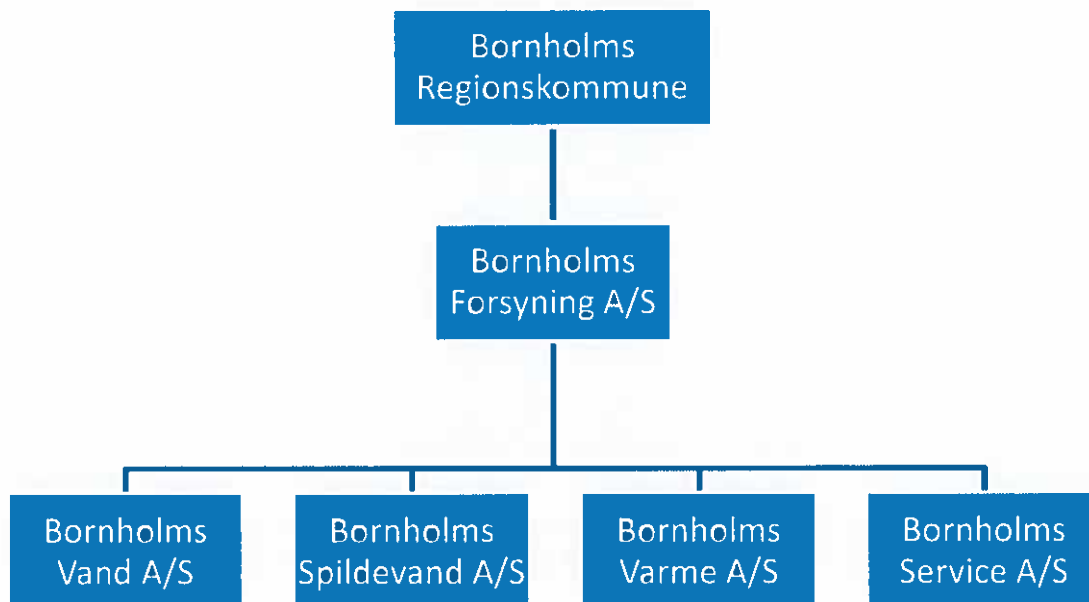 Bornholms
Regionskommune
Bornholms
Forsyning A/S
Bornholms
Vand A/S
Bornholms
Spildevand A/S
Bornholms
Varme A/S
Bornholms
Service A/S